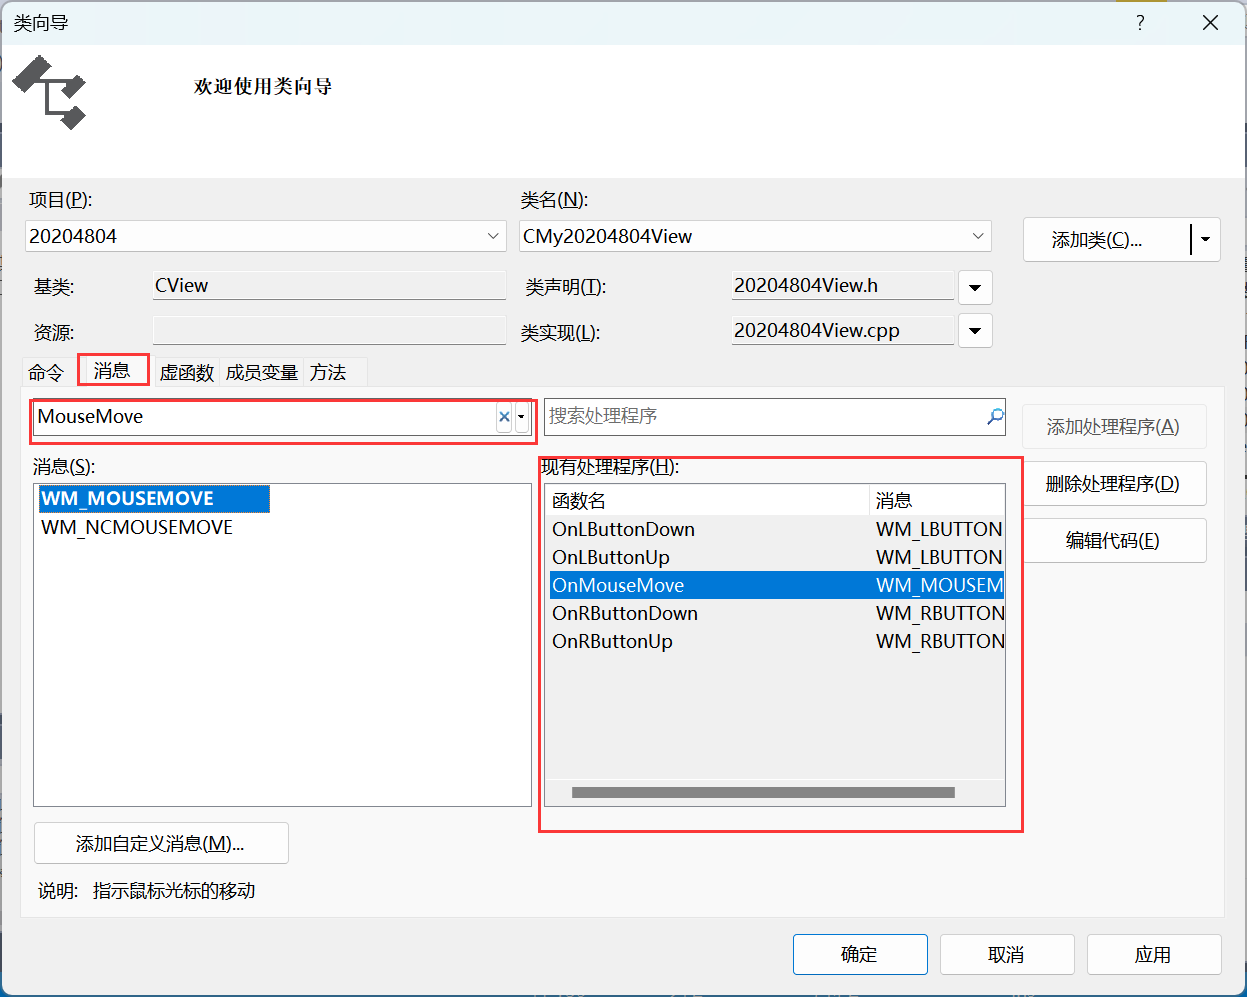 类向导
?
欢迎使用类向导
项目(P):
类名(N):
20204804
CMy20204804View
添加类(C)...
基类:
CView
类声明(T):
20204804View.h
资源:
类实现(L):
20204804View.cpp
命令 消息 虚函数 成员变量 方法
MouseMove
搜索处理程序
添加处理程序(A)
消息(S):
现有处理程序(H):
WM_MOUSEMOVE
WM_NCMOUSEMOVE
函数名 消息
OnLButtonDown WM_LBUTTON
OnLButtonUp WM_LBUTTON
OnMouseMove WM_MOUSEM
OnRButtonDown WM_RBUTTON
OnRButtonUp WM_RBUTTON
删除处理程序(D)
编辑代码(E)
添加自定义消息(M)...
说明: 指示鼠标光标的移动
确定 取消 应用